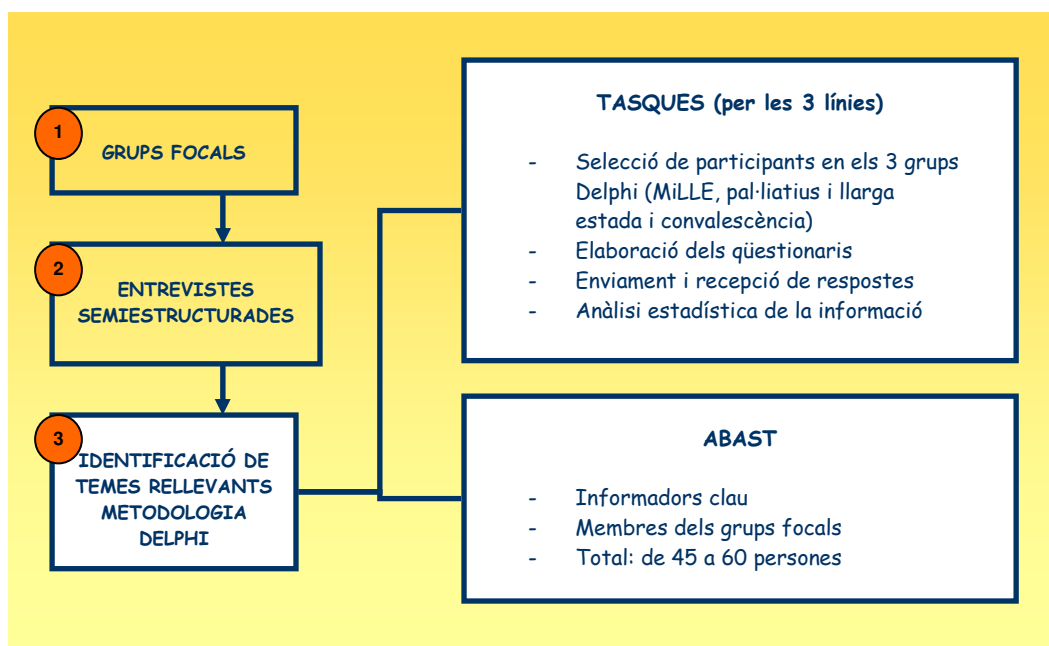 1
GRUPS FOCALS
2
ENTREVISTES
SEMIESTRUCTURADES
3
IDENTIFICACIÓ DE
TEMES RELLEVANTS
METODOLOGIA
DELPHI
TASQUES (per les 3 línies)
- Selecció de participants en els 3 grups
Delphi (MiLLE, pal·liatius i llarga
estada i convalescència)
- Elaboració dels qüestionaris
- Enviament i recepció de respostes
- Anàlisi estadística de la informació
ABAST
- Informadors clau
- Membres dels grups focals
- Total: de 45 a 60 persones